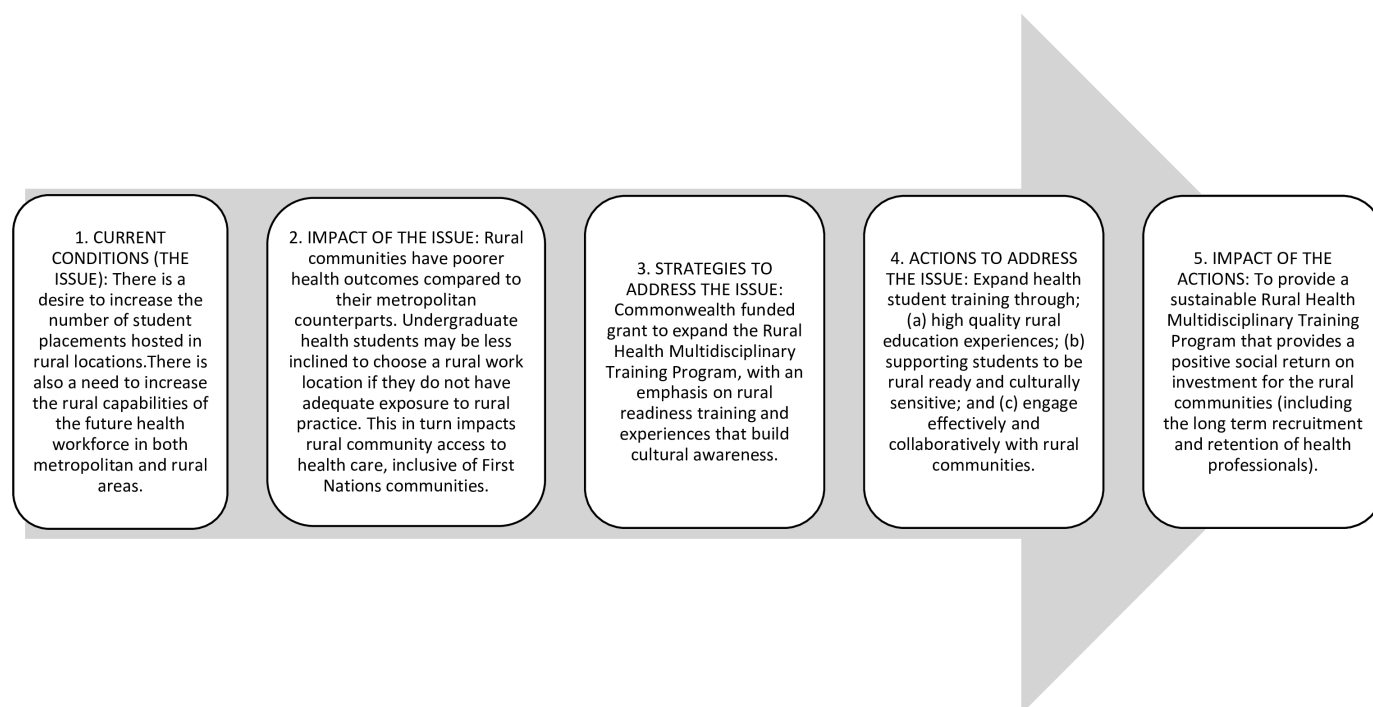 1. CURRENT
CONDITIONS (THE
ISSUE): There is a
desire to increase the
number of student
placements hosted in
rural locations.There is
also a need to increase
the rural capabilities of
the future health
workforce in both
metropolitan and rural
areas.
2. IMPACT OF THE ISSUE: Rural
communities have poorer
health outcomes compared to
their metropolitan
counterparts. Undergraduate
health students may be less
inclined to choose a rural work
location if they do not have
adequate exposure to rural
practice. This in turn impacts
rural community access to
health care, inclusive of First
Nations communities.
3. STRATEGIES TO
ADDRESS THE ISSUE:
Commonwealth funded
grant to expand the Rural
Health Multidisciplinary
Training Program, with an
emphasis on rural
readiness training and
experiences that build
cultural awareness.
4. ACTIONS TO ADDRESS
THE ISSUE: Expand health
student training through;
(a) high quality rural
education experiences; (b)
supporting students to be
rural ready and culturally
sensitive; and (c) engage
effectively and
collaboratively with rural
communities.
5. IMPACT OF THE
ACTIONS: To provide a
sustainable Rural Health
Multidisciplinary Training
Program that provides a
positive social return on
investment for the rural
communities (including
the long term recruitment
and retention of health
professionals).